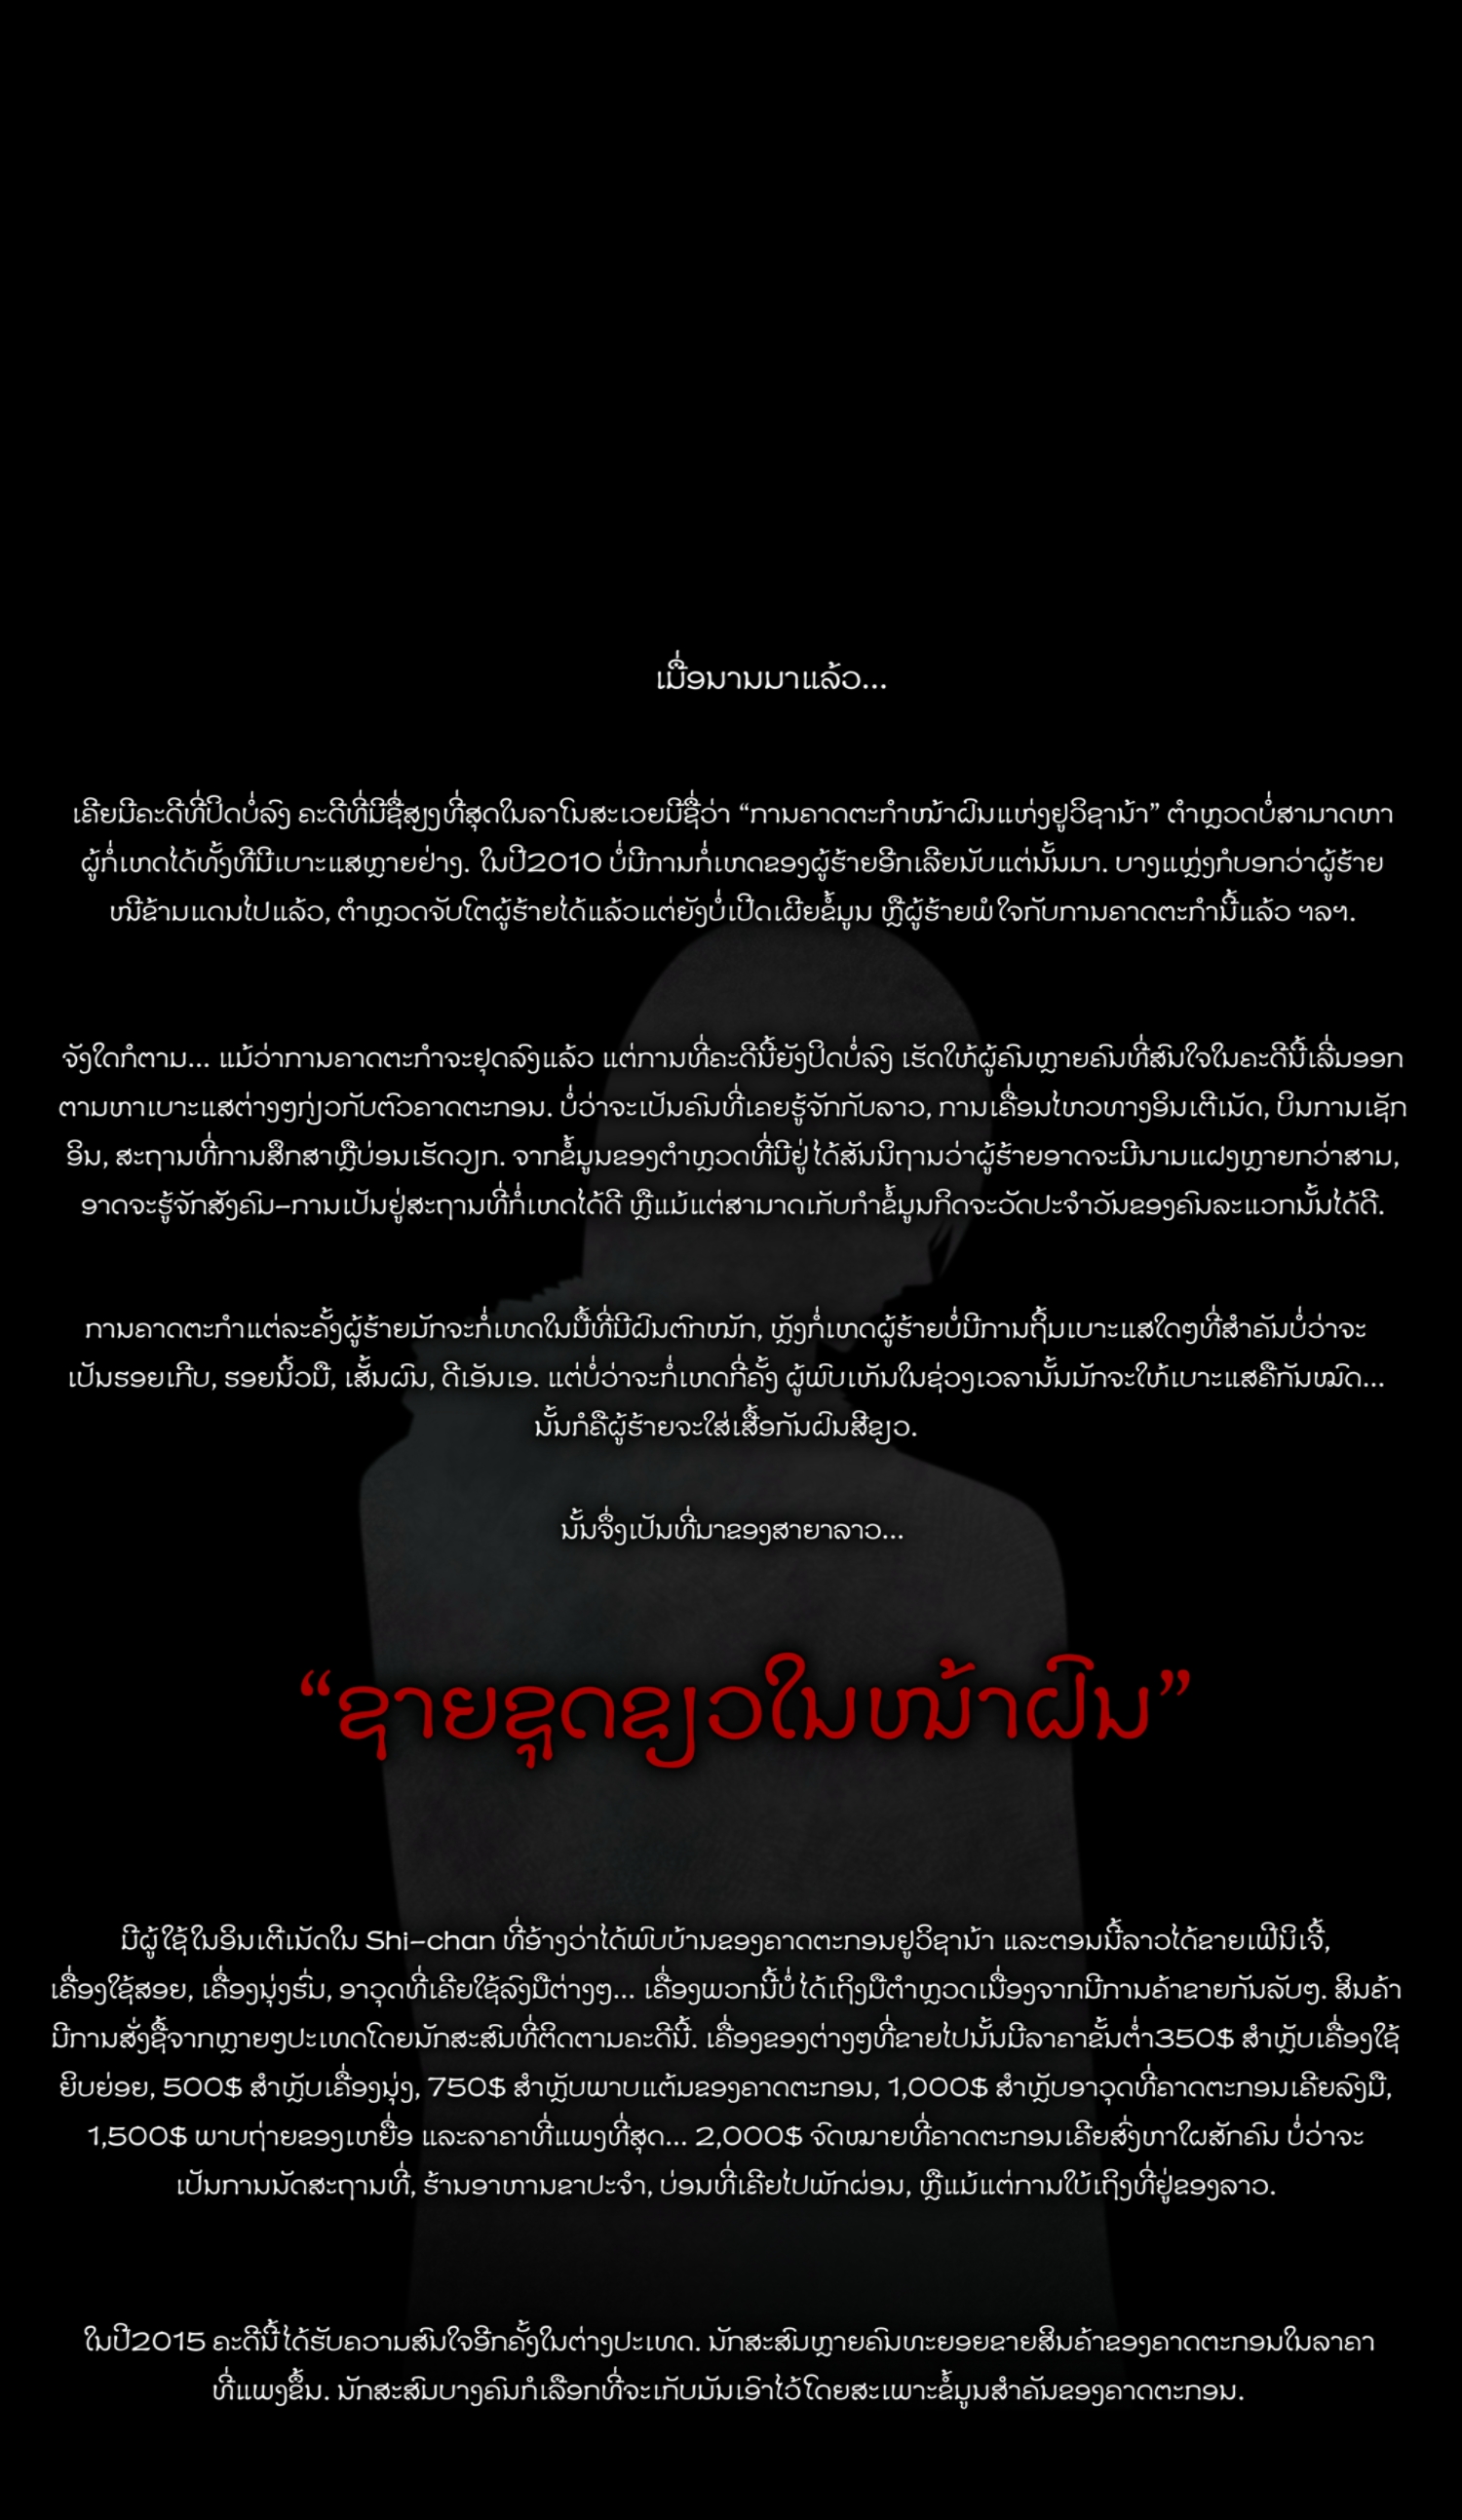 ເມື່ອນານມາແລ້ວ...
ເຄີຍມີຄະດີທີ່ປິດບໍ່ລົງ ຄະດີທີ່ມີຊື່ສຽງທີ່ສຸດໃນລາໂນສະເວຍມີຊື່ວ່າ “ການຄາດຕະກຳໜ້າຝົນແຫ່ງຢູວິຊານ້າ” ຕຳຫຼວດບໍ່ສາມາດຫາ
ຜູ້ກໍ່ເຫດໄດ້ທັ້ງທີມີເບາະແສຫຼາຍຢ່າງ. ໃນປີ2010 ບໍ່ມີການກໍ່ເຫດຂອງຜູ້ຮ້າຍອີກເລີຍນັບແຕ່ນັ້ນມາ. ບາງແຫຼ່ງກໍບອກວ່າຜູ້ຮ້າຍ
ໜີຂ້າມແດນໄປແລ້ວ, ຕຳຫຼວດຈັບໂຕຜູ້ຮ້າຍໄດ້ແລ້ວແຕ່ຍັງບໍ່ເປີດເຜີຍຂໍ້ມູນ ຫຼືຜູ້ຮ້າຍພໍໃຈກັບການຄາດຕະກຳນີ້ແລ້ວ ຯລຯ.
ຈັງໃດກໍຕາມ... ແມ້ວ່າການຄາດຕະກຳຈະຢຸດລົງແລ້ວ ແຕ່ການທີ່ຄະດີນີ້ຍັງປິດບໍ່ລົງ ເຮັດໃຫ້ຜູ້ຄົນຫຼາຍຄົນທີ່ສົນໃຈໃນຄະດີນີ້ເລີ່ມອອກ
ຕາມຫາເບາະແສຕ່າງໆກ່ຽວກັບຕົວຄາດຕະກອນ. ບໍ່ວ່າຈະເປັນຄົນທີ່ເຄຍຮູ້ຈັກກັບລາວ, ການເຄື່ອນໄຫວທາງອິນເຕີເນັດ, ບິນການເຊັກ
ອິນ, ສະຖານທີ່ການສຶກສາຫຼືບ່ອນເຮັດວຽກ. ຈາກຂໍ້ມູນຂອງຕຳຫຼວດທີ່ມີຢູ່ ໄດ້ສັນນິຖານວ່າຜູ້ຮ້າຍອາດຈະມີນາມແຝງຫຼາຍກວ່າສາມ,
ອາດຈະຮູ້ຈັກສັງຄົມ-ການເປັນຢູ່ສະຖານທີ່ກໍ່ເຫດໄດ້ດີ ຫຼືແມ້ແຕ່ສາມາດເກັບກຳຂໍ້ມູນກິດຈະວັດປະຈຳວັນຂອງຄົນລະແວກນັ້ນໄດ້ດີ.
ການຄາດຕະກຳແຕ່ລະຄັ້ງຜູ້ຮ້າຍມັກຈະກໍ່ເຫດໃນມື້ທີ່ມີຝົນຕົກໜັກ, ຫຼັງກໍ່ເຫດຜູ້ຮ້າຍບໍ່ມີການຖິ້ມເບາະແສໃດໆທີ່ສຳຄັນບໍ່ວ່າຈະ
ເປັນຮອຍເກີບ, ຮອຍນິ້ວມື, ເສັ້ນຜົນ, ດີເອັນເອ. ແຕ່ບໍ່ວ່າຈະກໍ່ເຫດກີ່ຄັ້ງ ຜູ້ພົບເຫັນໃນຊ່ວງເວລານັ້ນມັກຈະໃຫ້ເບາະແສຄືກັນໝົດ...
ນັ້ນກໍຄືຜູ້ຮ້າຍຈະໃສ່ເສື້ອກັນຝົນສີຂຽວ.
ນັ້ນຈຶ່ງເປັນທີ່ມາຂອງສາຍາລາວ...
“ຊາຍຊຸດຂຽວໃນໜ້າຝົນ”
ມີຜູ້ໃຊ້ໃນອິນເຕີເນັດໃນ Shi-chan ທີ່ອ້າງວ່າໄດ້ພົບບ້ານຂອງຄາດຕະກອນຢູວິຊານ້າ ແລະຕອນນີ້ລາວໄດ້ຂາຍເຟີນິເຈີ້,
ເຄື່ອງໃຊ້ສອຍ, ເຄື່ອງນຸ່ງຮົ່ມ, ອາວຸດທີ່ເຄີຍໃຊ້ລົງມືຕ່າງໆ... ເຄື່ອງພວກນີ້ບໍ່ໄດ້ເຖິງມືຕຳຫຼວດເນື່ອງຈາກມີການຄ້າຂາຍກັນລັບໆ. ສິນຄ້າ
ມີການສັ່ງຊື້ຈາກຫຼາຍໆປະເທດໂດຍນັກສະສົມທີ່ຕິດຕາມຄະດີນີ້. ເຄື່ອງຂອງຕ່າງໆທີ່ຂາຍໄປນັ້ນມີລາຄາຂັ້ນຕ່ຳ350$ ສຳຫຼັບເຄື່ອງໃຊ້
ຍິບຍ່ອຍ, 500$ ສຳຫຼັບເຄື່ອງນຸ່ງ, 750$ ສຳຫຼັບພາບແຕ້ມຂອງຄາດຕະກອນ, 1,000$ ສຳຫຼັບອາວຸດທີ່ຄາດຕະກອນເຄີຍລົງມື,
1,500$ ພາບຖ່າຍຂອງເຫຍື່ອ ແລະລາຄາທີ່ແພງທີ່ສຸດ... 2,000$ ຈົດໝາຍທີ່ຄາດຕະກອນເຄີຍສົ່ງຫາໃຜສັກຄົນ ບໍ່ວ່າຈະ
ເປັນການນັດສະຖານທີ່, ຮ້ານອາຫານຂາປະຈຳ, ບ່ອນທີ່ເຄີຍໄປພັກຜ່ອນ, ຫຼືແມ້ແຕ່ການໃບ້ເຖິງທີ່ຢູ່ຂອງລາວ.
ໃນປີ2015 ຄະດີນີ້ໄດ້ຮັບຄວາມສົນໃຈອີກຄັ້ງໃນຕ່າງປະເທດ. ນັກສະສົມຫຼາຍຄົນທະຍອຍຂາຍສິນຄ້າຂອງຄາດຕະກອນໃນລາຄາ
ທີ່ແພງຂຶ້ນ. ນັກສະສົມບາງຄົນກໍເລືອກທີ່ຈະເກັບມັນເອົາໄວ້ໂດຍສະເພາະຂໍ້ມູນສຳຄັນຂອງຄາດຕະກອນ.